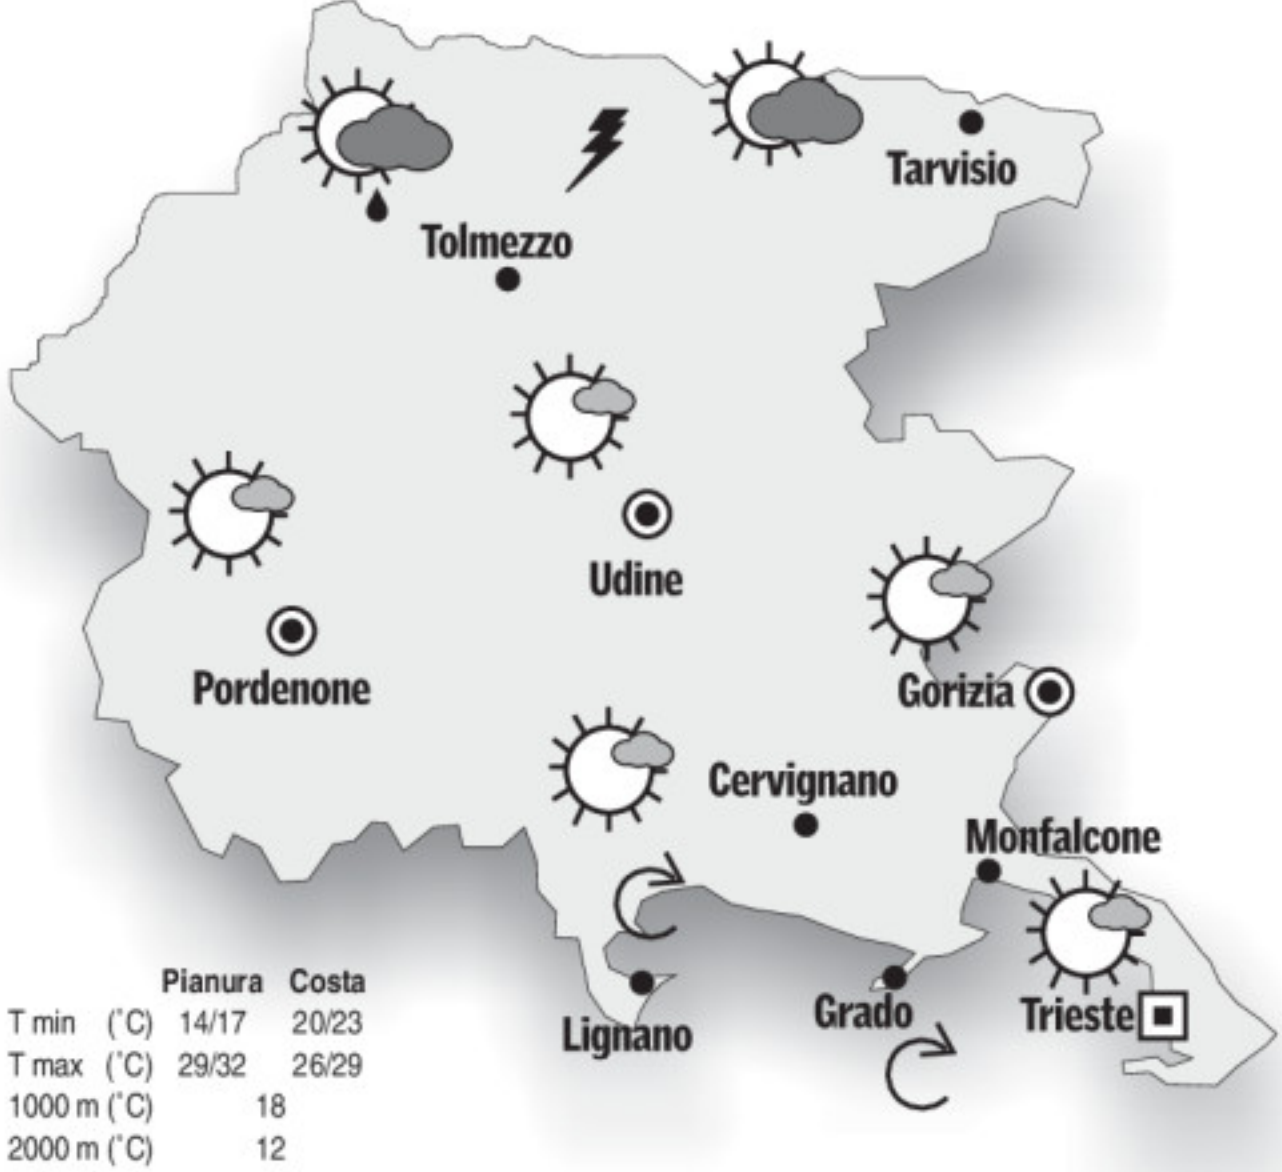 Tarvisio
Tolmezzo
Udine
Pordenone
Gorizia
Cervignano
Monfalcone
Lignano
Grado
Trieste
Pianura Costa
T min (°C) 14/17 20/23
T max (°C) 29/32 26/29
1000 m (°C) 18
2000 m (°C) 12